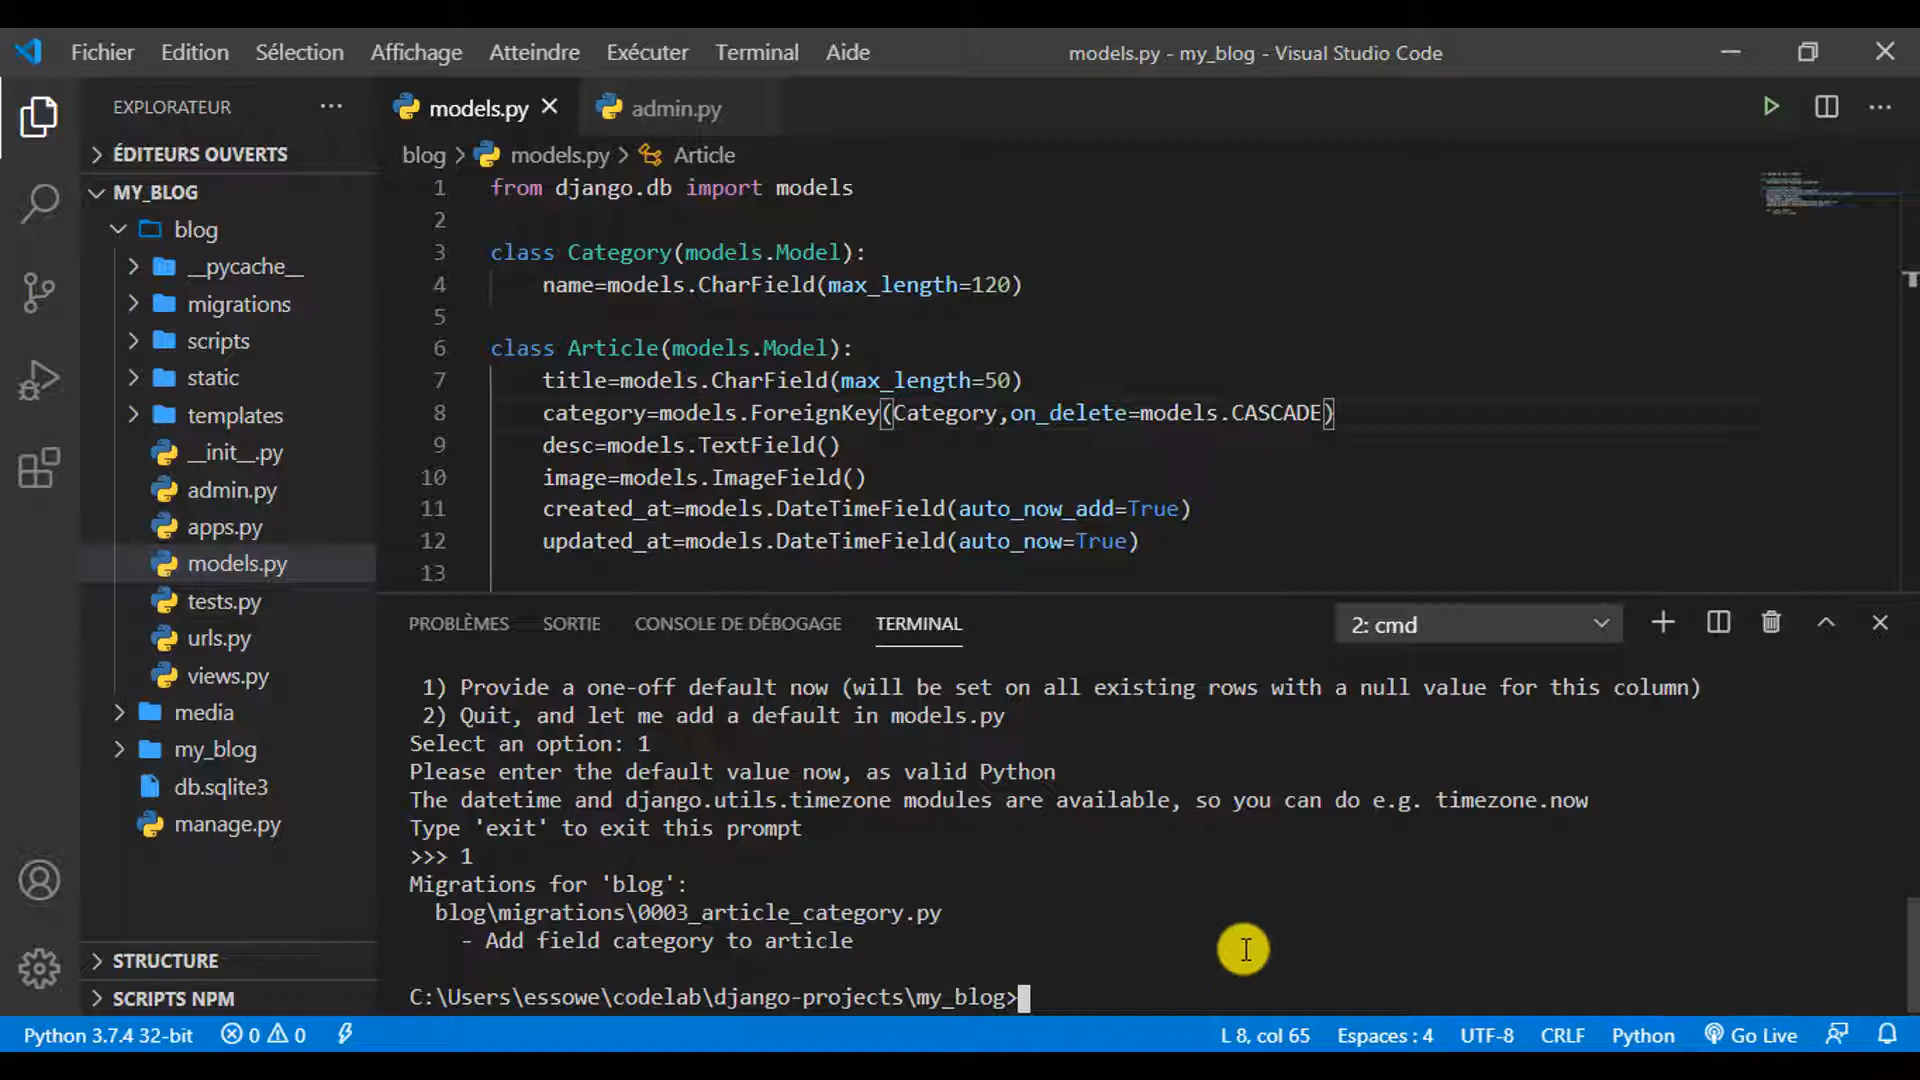 Fichier Edition Sélection Affichage Atteindre Exécuter Terminal Aide models.py - my_blog - Visual Studio Code
EXPLORATEUR
ÉDITEURS OUVERTS
MY_BLOG
blog
__pycache__
migrations
scripts
static
templates
__init__.py
admin.py
apps.py
models.py
tests.py
urls.py
views.py
media
my_blog
db.sqlite3
manage.py
STRUCTURE
SCRIPTS NPM
models.py admin.py
blog > models.py > Article
1 from django.db import models
2
3 class Category(models.Model):
4 name=models.CharField(max_length=120)
5
6 class Article(models.Model):
7 title=models.CharField(max_length=50)
8 category=models.ForeignKey(Category,on_delete=models.CASCADE)
9 desc=models.TextField()
10 image=models.ImageField()
11 created_at=models.DateTimeField(auto_now_add=True)
12 updated_at=models.DateTimeField(auto_now=True)
13
PROBLÈMES SORTIE CONSOLE DE DÉBOGAGE TERMINAL 2: cmd
1) Provide a one-off default now (will be set on all existing rows with a null value for this column)
2) Quit, and let me add a default in models.py
Select an option: 1
Please enter the default value now, as valid Python
The datetime and django.utils.timezone modules are available, so you can do e.g. timezone.now
Type 'exit' to exit this prompt
>>> 1
Migrations for 'blog':
blog\migrations\0003_article_category.py
- Add field category to article
C:\Users\essowe\codelab\django-projects\my_blog>
Python 3.7.4 32-bit 0 0 L 8, col 65 Espaces : 4 UTF-8 CRLF Python Go Live